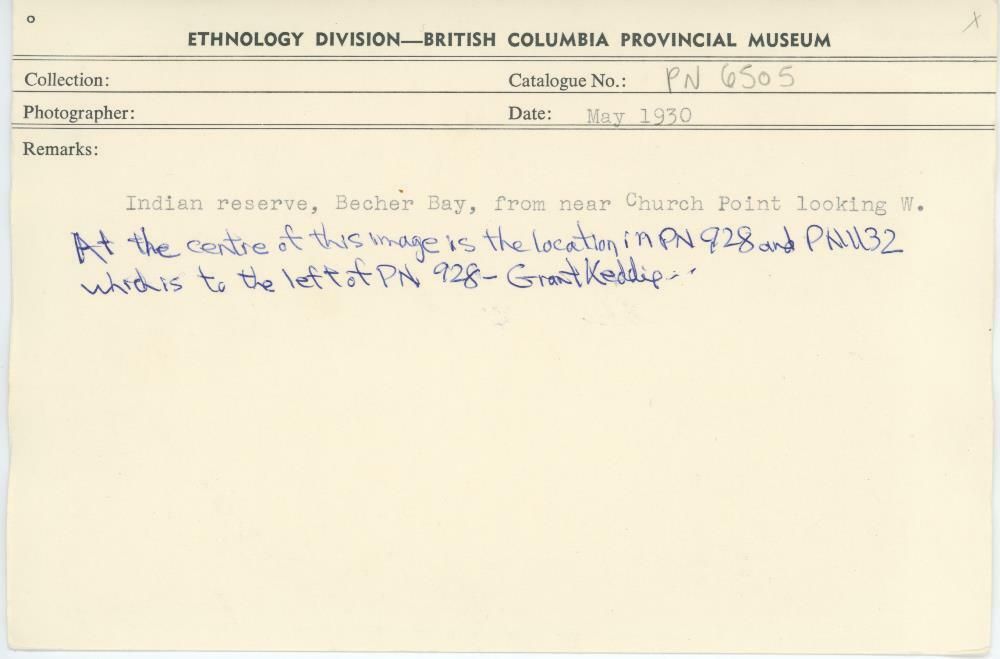 ETHNOLOGY DIVISION—BRITISH COLUMBIA PROVINCIAL MUSEUM
Collection: Catalogue No.: PN 6505
Photographer: Date: May 1930
Remarks:
Indian reserve, Becher Bay, from near Church Point looking W.
At the centre of this image is the location in PN 928 and PN1132
which is to the left of PN 928 - Grant Keddie